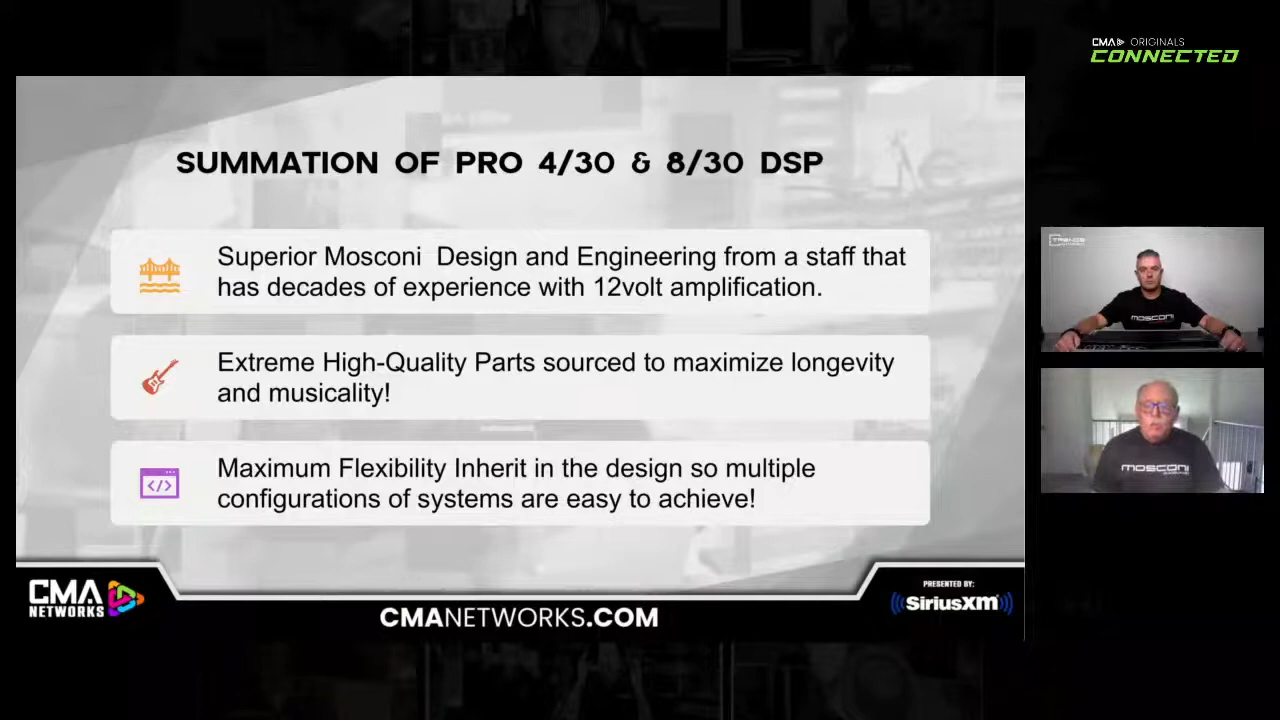 CMA ORIGINALS
CONNECTED
SUMMATION OF PRO 4/30 & 8/30 DSP
Superior Mosconi Design and Engineering from a staff that
has decades of experience with 12volt amplification.
Extreme High-Quality Parts sourced to maximize longevity
and musicality!
</>
Maximum Flexibility Inherit in the design so multiple
configurations of systems are easy to achieve!
CMA
NETWORKS
CMANETWORKS.COM
PRESENTED BY:
SiriusXM
MOSCONI
MOSCONI